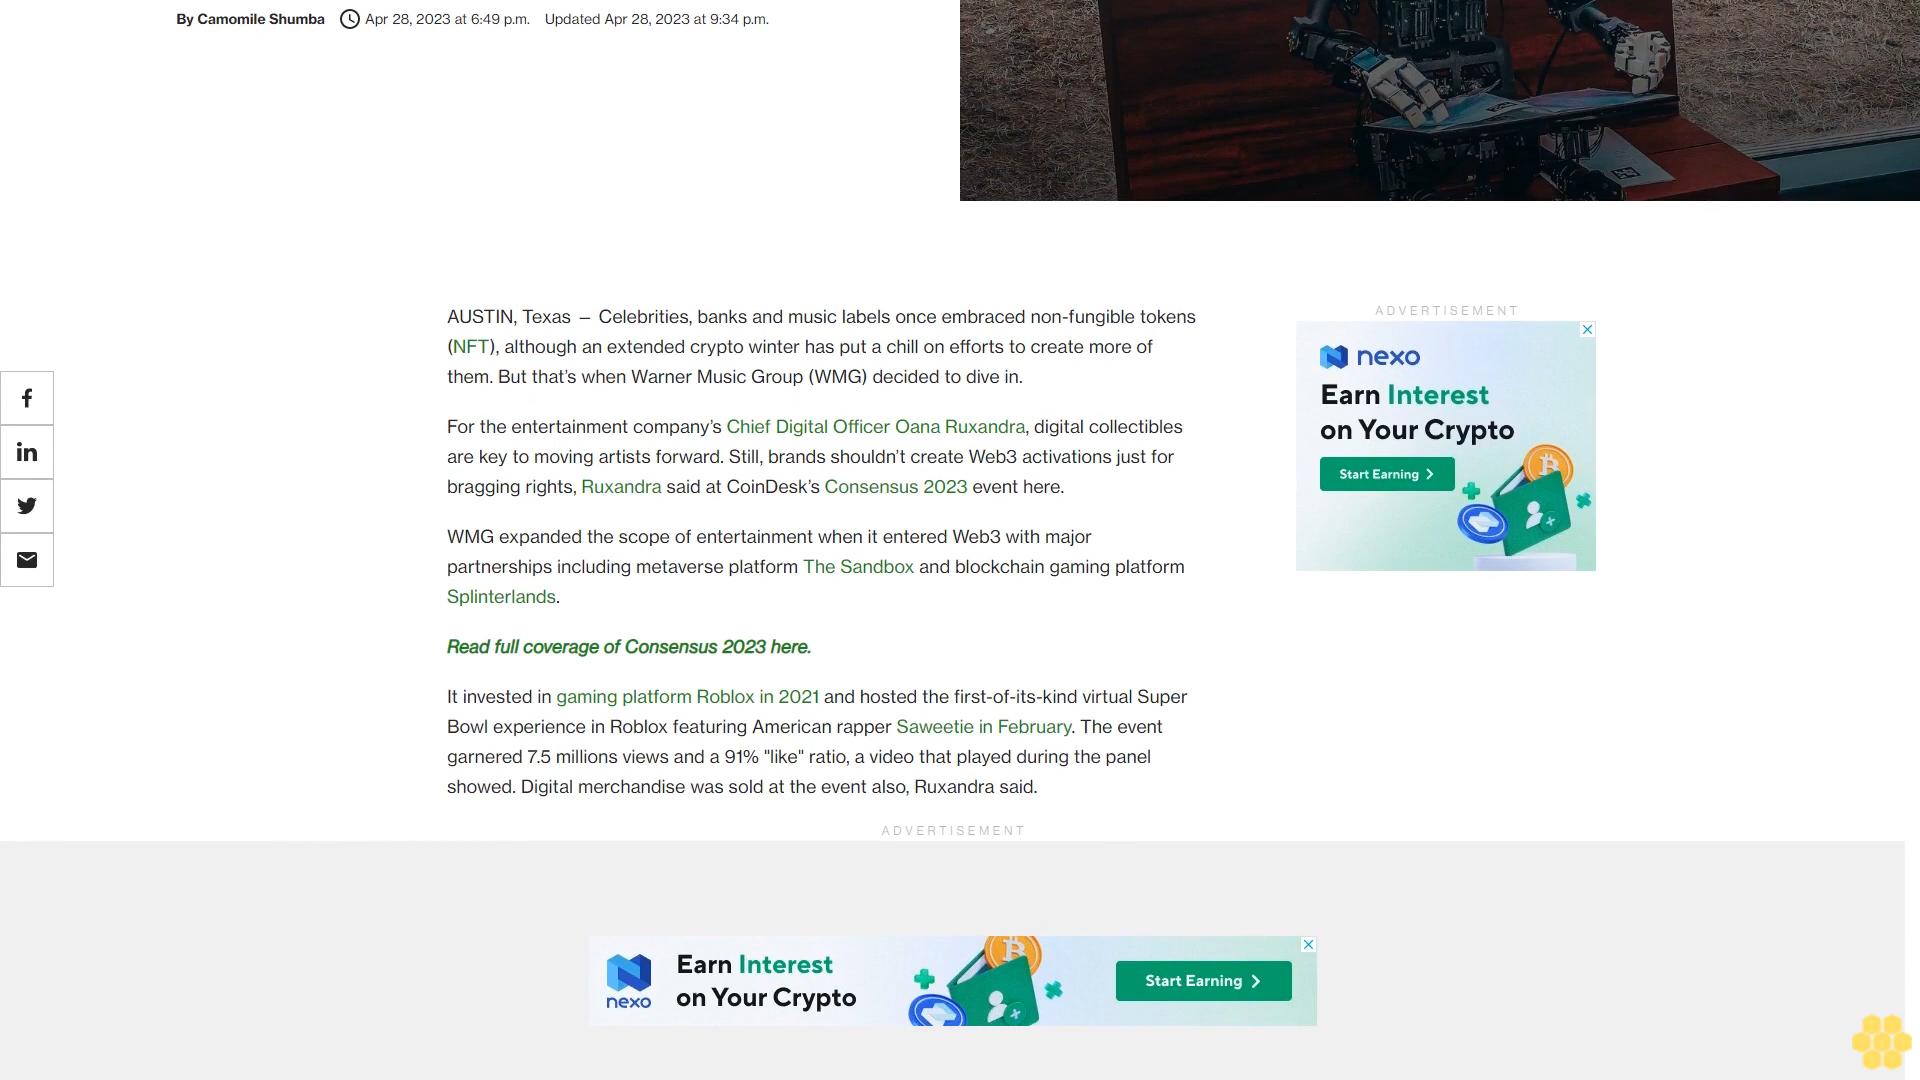 By Camomile Shumba Apr 28, 2023 at 6:49 p.m. Updated Apr 28, 2023 at 9:34 p.m.
AUSTIN, Texas — Celebrities, banks and music labels once embraced non-fungible tokens
(NFT), although an extended crypto winter has put a chill on efforts to create more of
them. But that’s when Warner Music Group (WMG) decided to dive in.
For the entertainment company’s Chief Digital Officer Oana Ruxandra, digital collectibles
are key to moving artists forward. Still, brands shouldn’t create Web3 activations just for
bragging rights, Ruxandra said at CoinDesk’s Consensus 2023 event here.
WMG expanded the scope of entertainment when it entered Web3 with major
partnerships including metaverse platform The Sandbox and blockchain gaming platform
Splinterlands.
Read full coverage of Consensus 2023 here.
It invested in gaming platform Roblox in 2021 and hosted the first-of-its-kind virtual Super
Bowl experience in Roblox featuring American rapper Saweetie in February. The event
garnered 7.5 millions views and a 91% "like" ratio, a video that played during the panel
showed. Digital merchandise was sold at the event also, Ruxandra said.
ADVERTISEMENT
nexo
Earn Interest
on Your Crypto
Start Earning
ADVERTISEMENT
nexo
Earn Interest
on Your Crypto
Start Earning